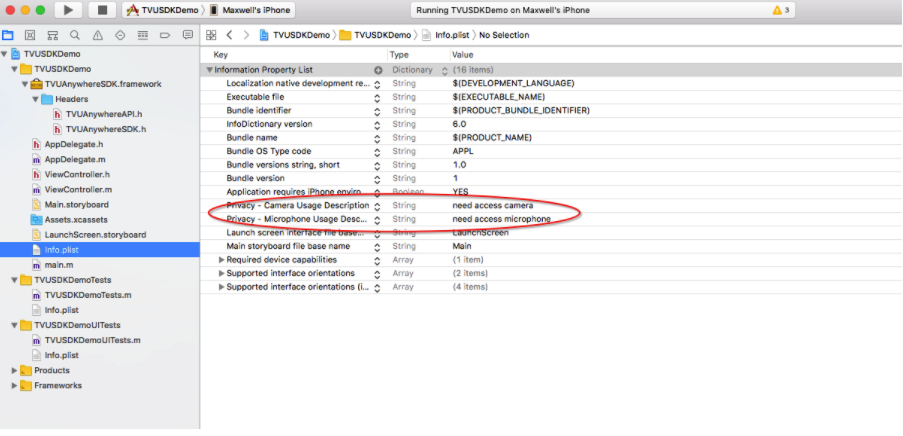 TVUSDKDemo Maxwell's iPhone
Running TVUSDKDemo on Maxwell's iPhone
3
TVUSDKDemo TVUSDKDemo Info.plist No Selection
TVUSDKDemo
TVUSDKDemo
TVUAnywhereSDK.framework
Headers
TVUAnywhereAPI.h
TVUAnywhereSDK.h
AppDelegate.h
AppDelegate.m
ViewController.h
ViewController.m
Main.storyboard
Assets.xcassets
LaunchScreen.storyboard
Info.plist
main.m
TVUSDKDemoTests
TVUSDKDemoTests.m
Info.plist
TVUSDKDemoUITests
TVUSDKDemoUITests.m
Info.plist
Products
Frameworks
Key Type Value
Information Property List Dictionary (16 items)
Localization native development re... String $(DEVELOPMENT_LANGUAGE)
Executable file String $(EXECUTABLE_NAME)
Bundle identifier String $(PRODUCT_BUNDLE_IDENTIFIER)
InfoDictionary version String 6.0
Bundle name String $(PRODUCT_NAME)
Bundle OS Type code String APPL
Bundle versions string, short String 1.0
Bundle version String 1
Application requires iPhone enviro... Boolean YES
Privacy - Camera Usage Description String need access camera
Privacy - Microphone Usage Desc... String need access microphone
Launch screen interface file base... String LaunchScreen
Main storyboard file base name String Main
Required device capabilities Array (1 item)
Supported interface orientations Array (2 items)
Supported interface orientations (i... Array (4 items)